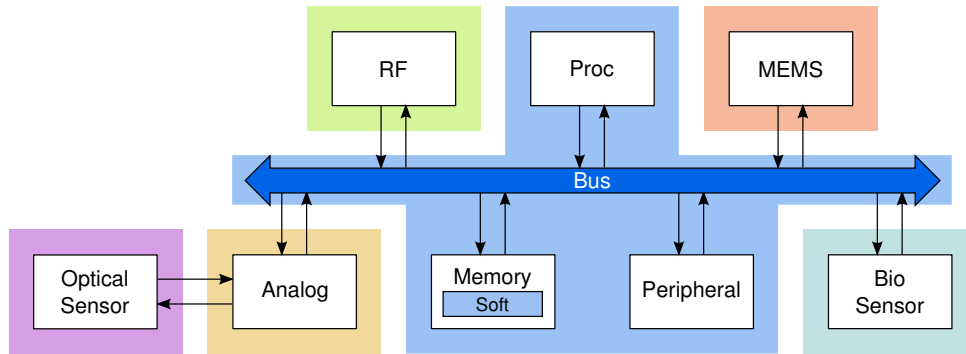 RF
Proc
MEMS
Bus
Optical
Sensor
Analog
Memory
Soft
Peripheral
Bio
Sensor